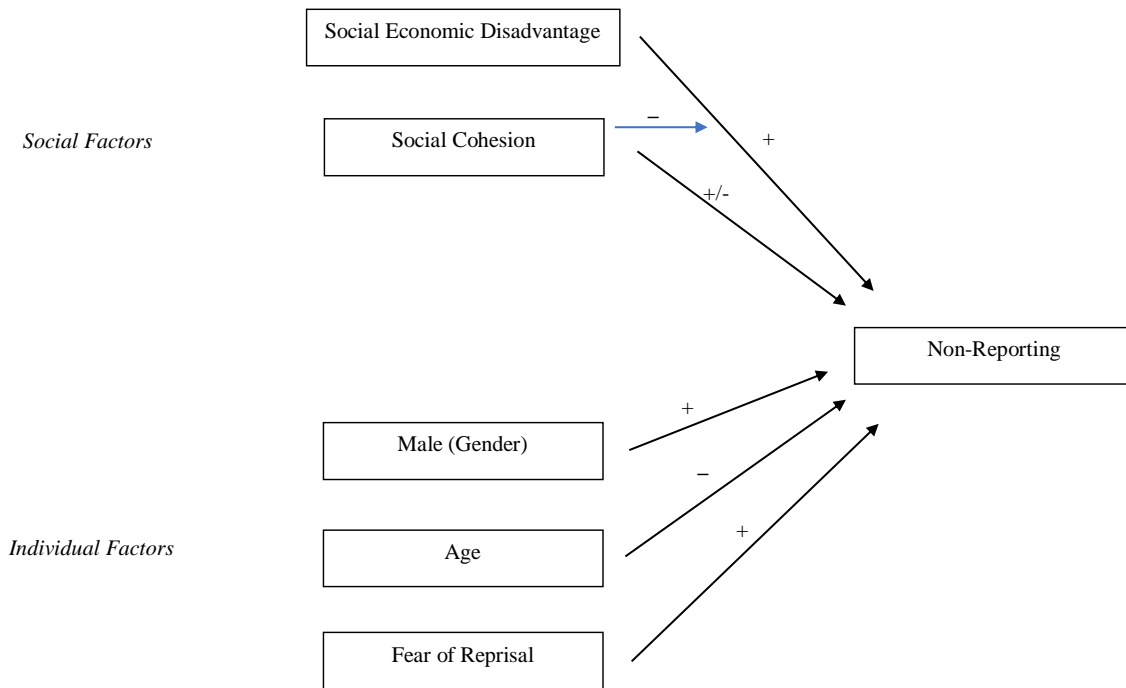 Social Economic Disadvantage
Social Factors
Social Cohesion
–
+
+/-
Non-Reporting
Male (Gender)
+
–
Individual Factors
Age
+
Fear of Reprisal